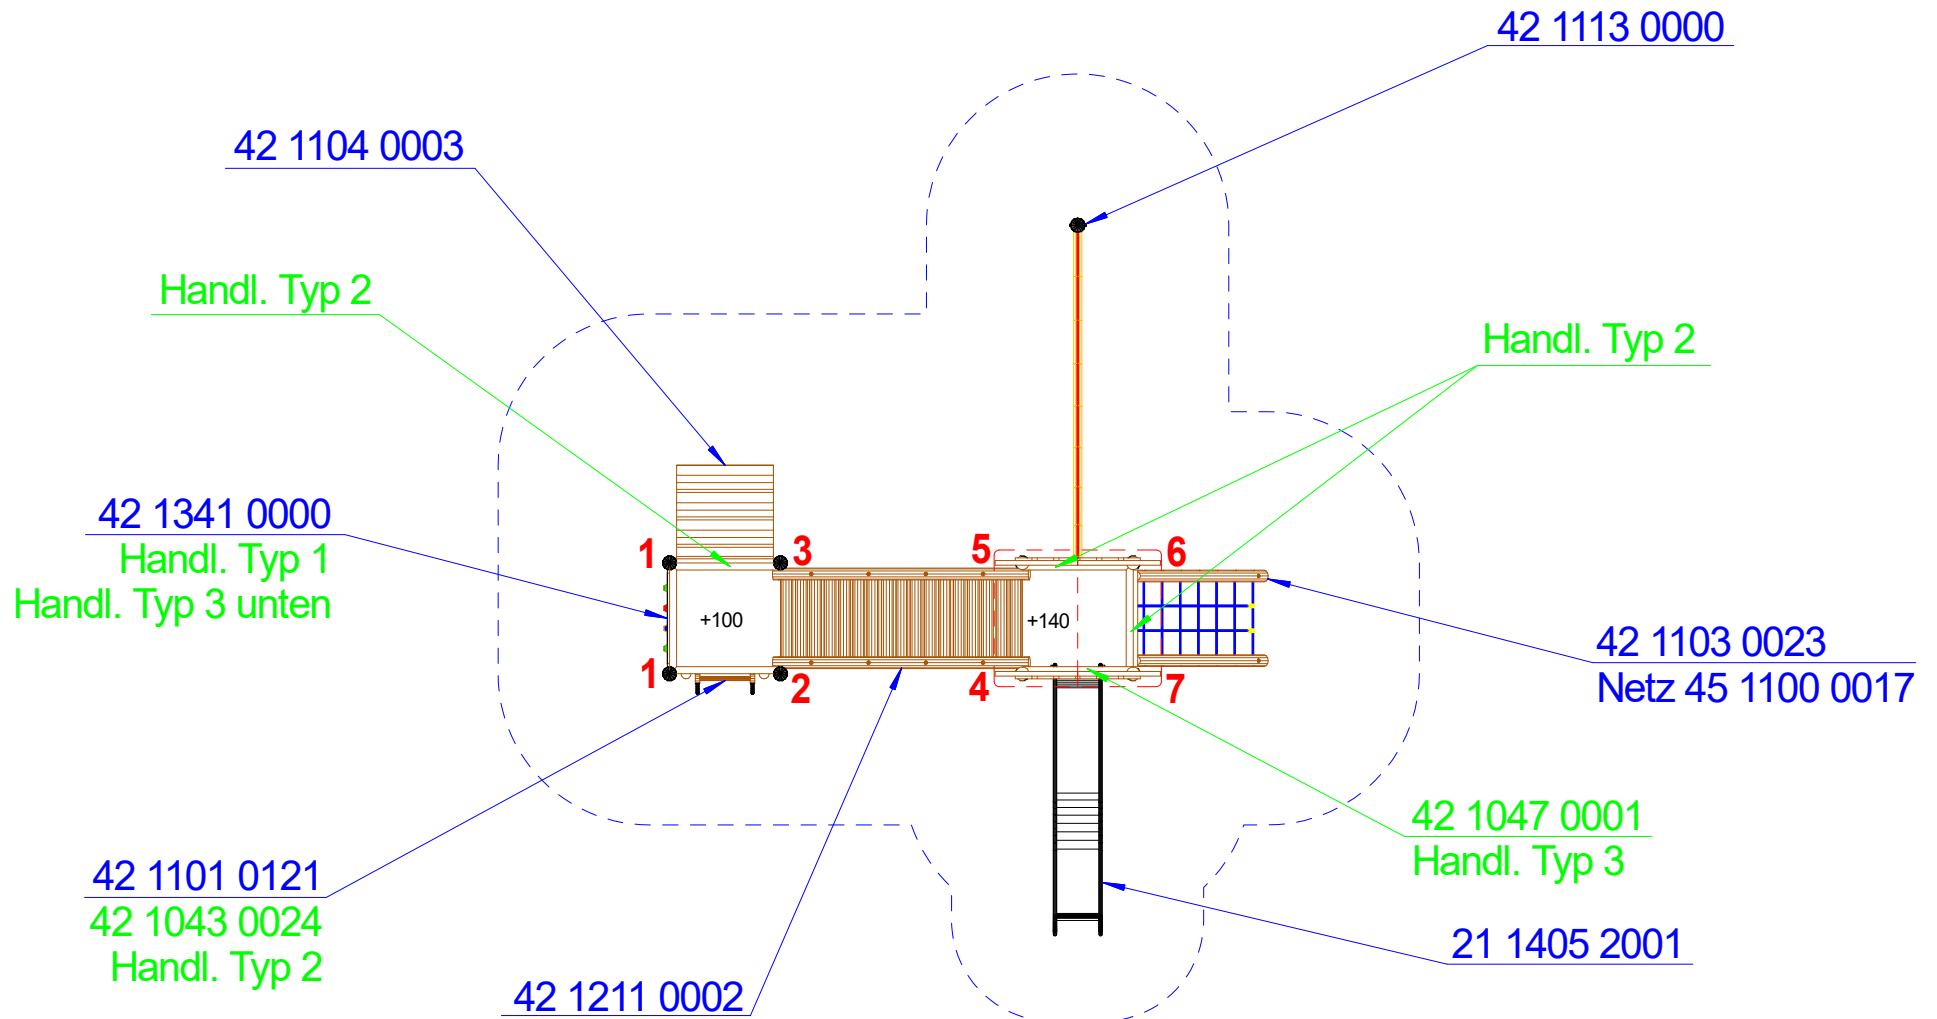 42 1113 0000
42 1104 0003
Handl. Typ 2
Handl. Typ 2
42 1341 0000
Handl. Typ 1
Handl. Typ 3 unten
1
3
5
6
+100
+140
1
2
4
7
42 1103 0023
Netz 45 1100 0017
42 1047 0001
Handl. Typ 3
42 1101 0121
42 1043 0024
Handl. Typ 2
21 1405 2001
42 1211 0002